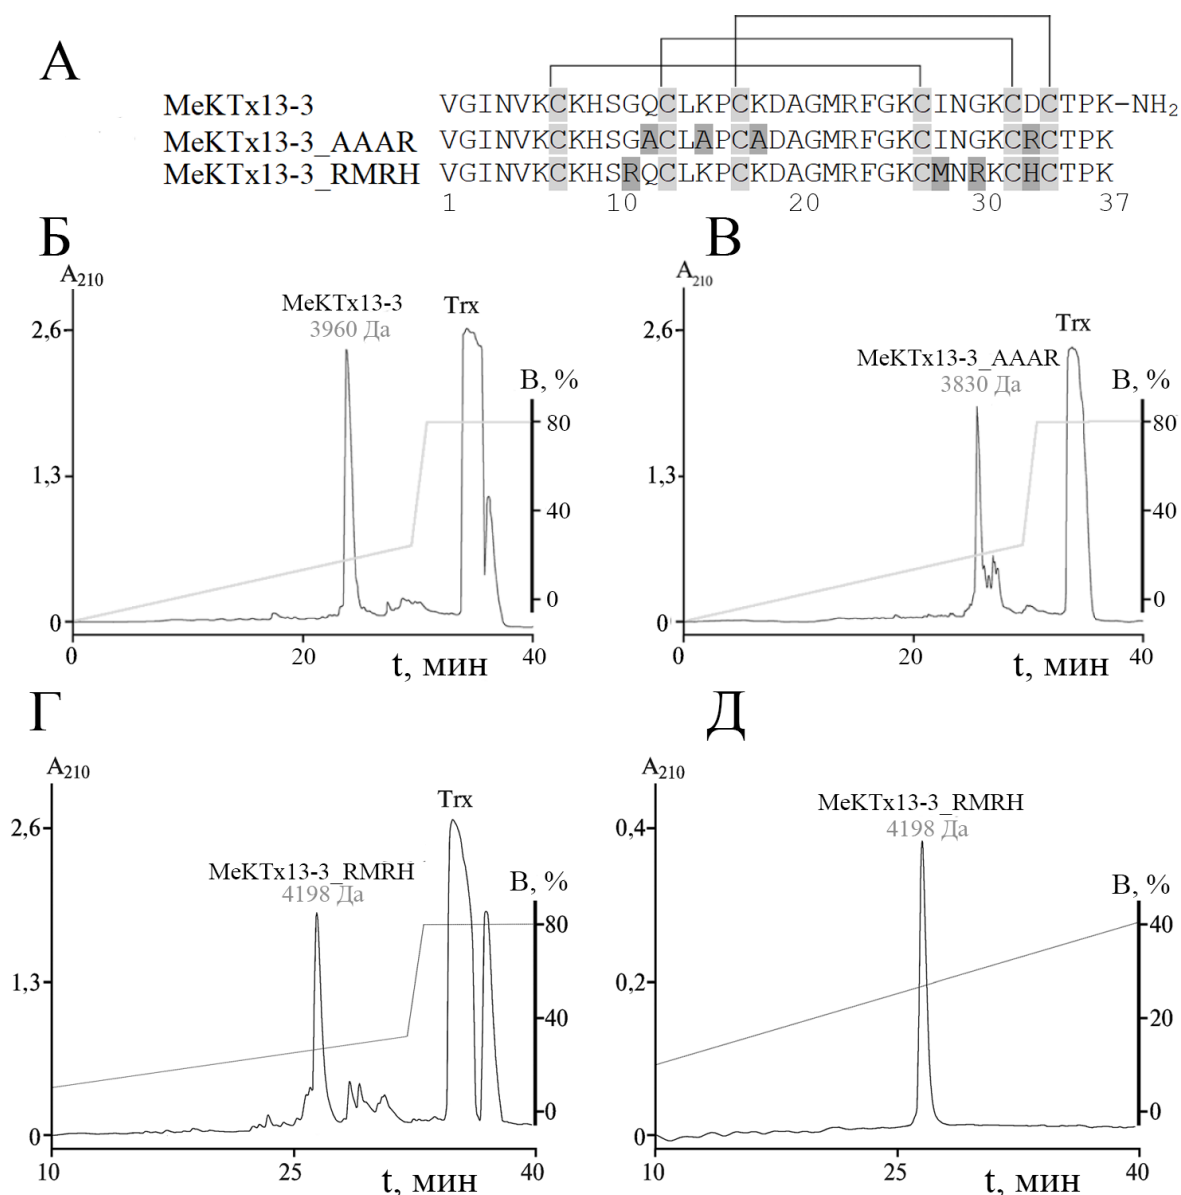 А
MeKTx13-3 VGINVKCKHSGQCLKPCKDAGMRFGKCINGKCDCTPK-NH2
MeKTx13-3_AAAR VGINVKCKHSGACLAPCADAGMRFGKCINGKCRCTPK
MeKTx13-3_RMRH VGINVKCKHSRQCLKPCKDAGMRFGKCMNRKCHCTPK
1 10 20 30 37
Б
A210
MeKTx13-3
3960 Да
Trx
2,6
1,3
0
B, %
80
40
0
0 20 40
t, мин
В
A210
MeKTx13-3_AAAR
3830 Да
Trx
2,6
1,3
0
B, %
80
40
0
0 20 40
t, мин
Г
A210
MeKTx13-3_RMRH
4198 Да
Trx
2,6
1,3
0
B, %
80
40
0
10 25 40
t, мин
Д
A210
MeKTx13-3_RMRH
4198 Да
0,4
0,2
0
B, %
40
20
0
10 25 40
t, мин